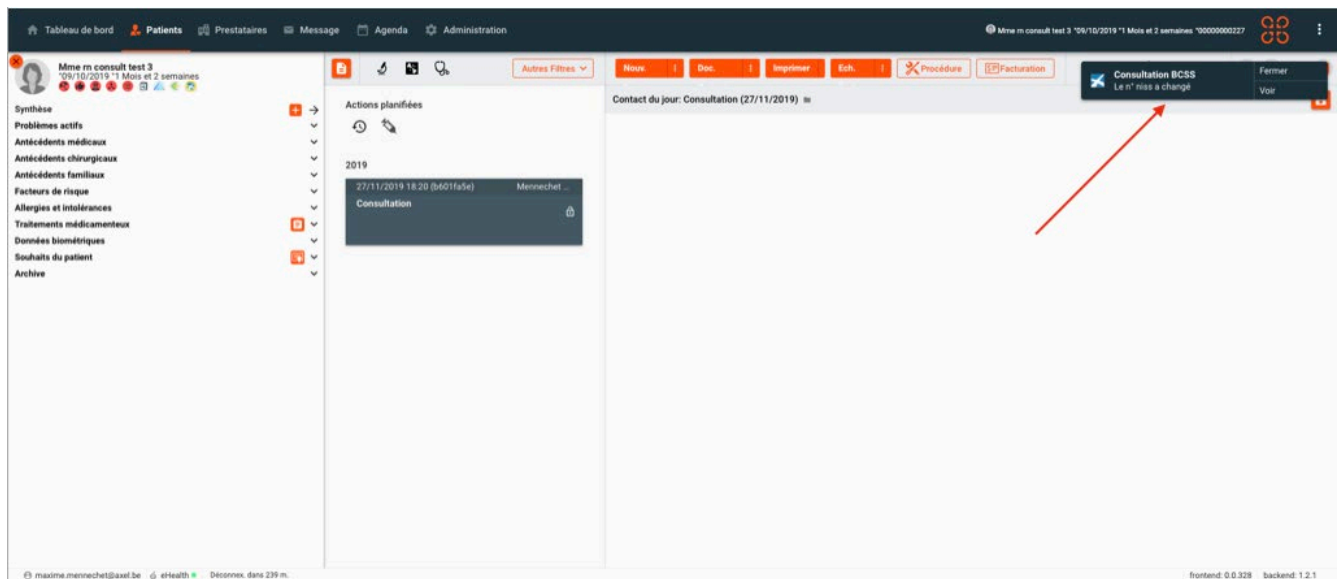 Tableau de bord Patients Prestataires Message Agenda Administration
Mme rn consult test 3 °09/10/2019 °1 Mois et 2 semaines °00000000227
Mme rn consult test 3
°09/10/2019 °1 Mois et 2 semaines
Synthèse
Problèmes actifs
Antécédents médicaux
Antécédents chirurgicaux
Antécédents familiaux
Facteurs de risque
Allergies et intolérances
Traitements médicamenteux
Données biométriques
Souhaits du patient
Archive
Autres Filtres
Actions planifiées
2019
27/11/2019 18:20 (b601fa5e) Mennechet ...
Consultation
Nouv. Doc. Imprimer Ech. Procédure Facturation
Contact du jour: Consultation (27/11/2019)
Consultation BCSS
Le n° niss a changé
Fermer
Voir
maxime.mennechet@axel.be eHealth Déconnex. dans 239 m.
frontend: 0.0.328 backend: 1.2.1